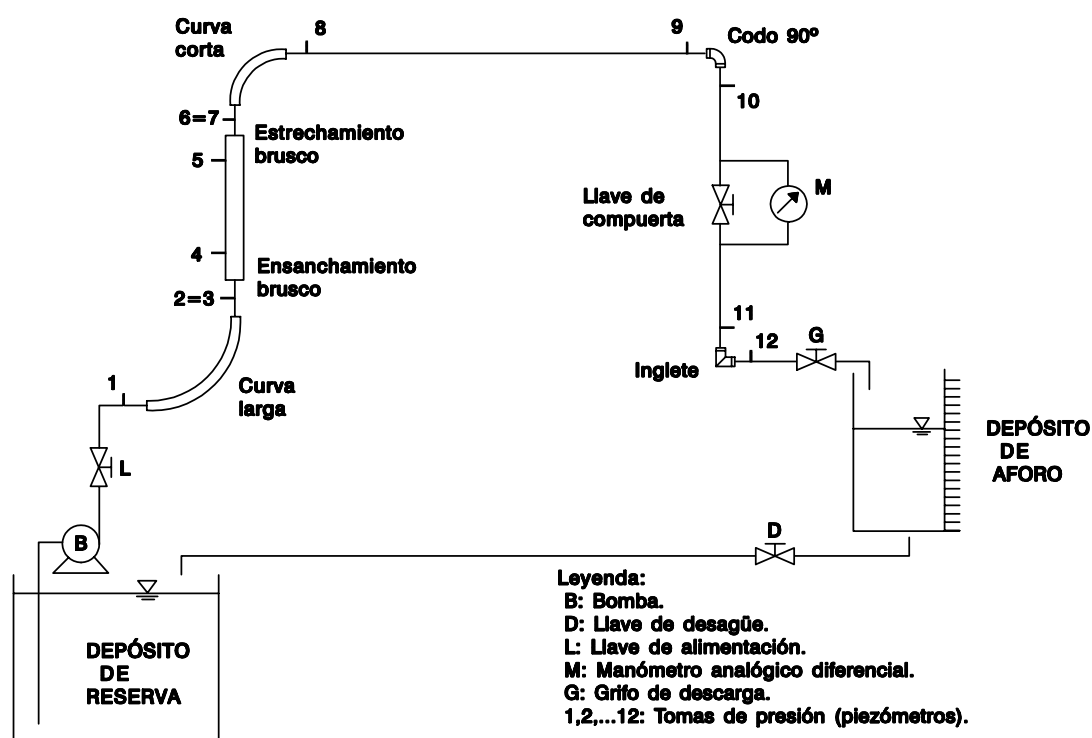 Curva
corta
8
9
Codo 90º
6=7
10
Estrechamiento
brusco
5
Llave de
compuerta
M
4
Ensanchamiento
brusco
2=3
11
12
G
Inglete
1
Curva
larga
DEPÓSITO
DE
AFORO
L
B
D
Leyenda:
B: Bomba.
D: Llave de desagüe.
L: Llave de alimentación.
M: Manómetro analógico diferencial.
G: Grifo de descarga.
1,2,...12: Tomas de presión (piezómetros).
DEPÓSITO
DE
RESERVA